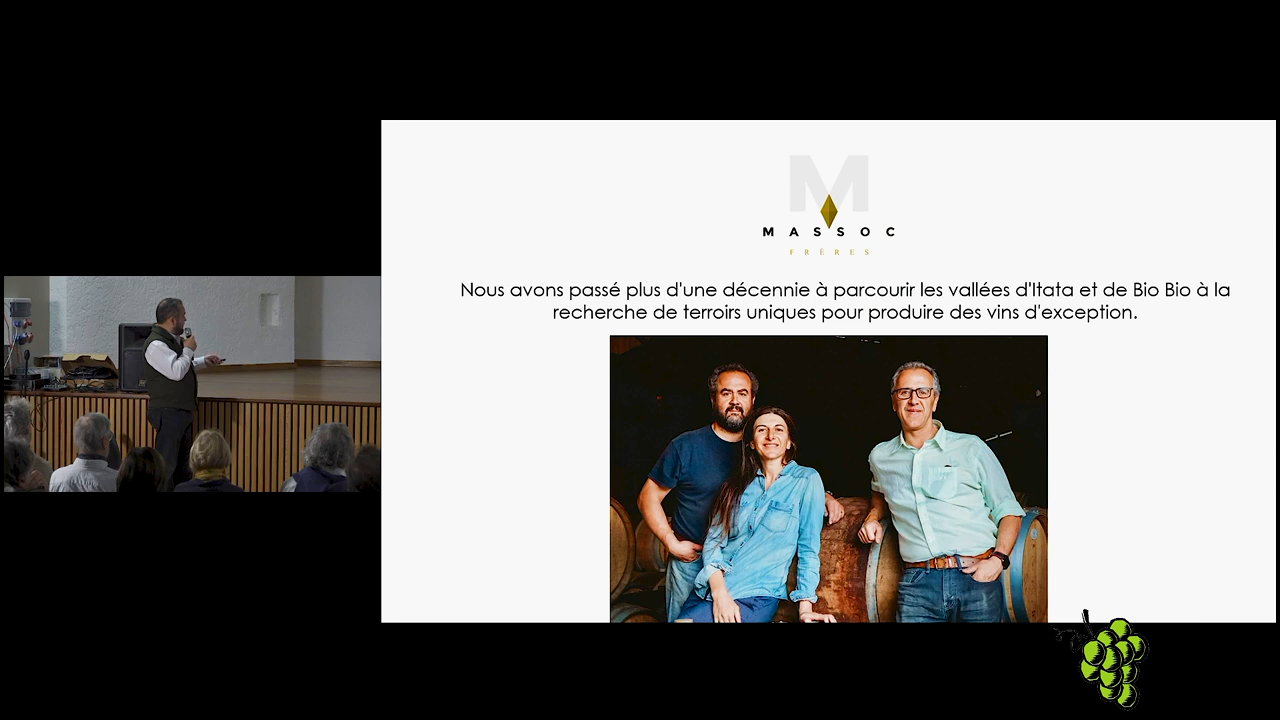 M
MASSOC
FRÈRES
Nous avons passé plus d'une décennie à parcourir les vallées d'Itata et de Bio Bio à la
recherche de terroirs uniques pour produire des vins d'exception.